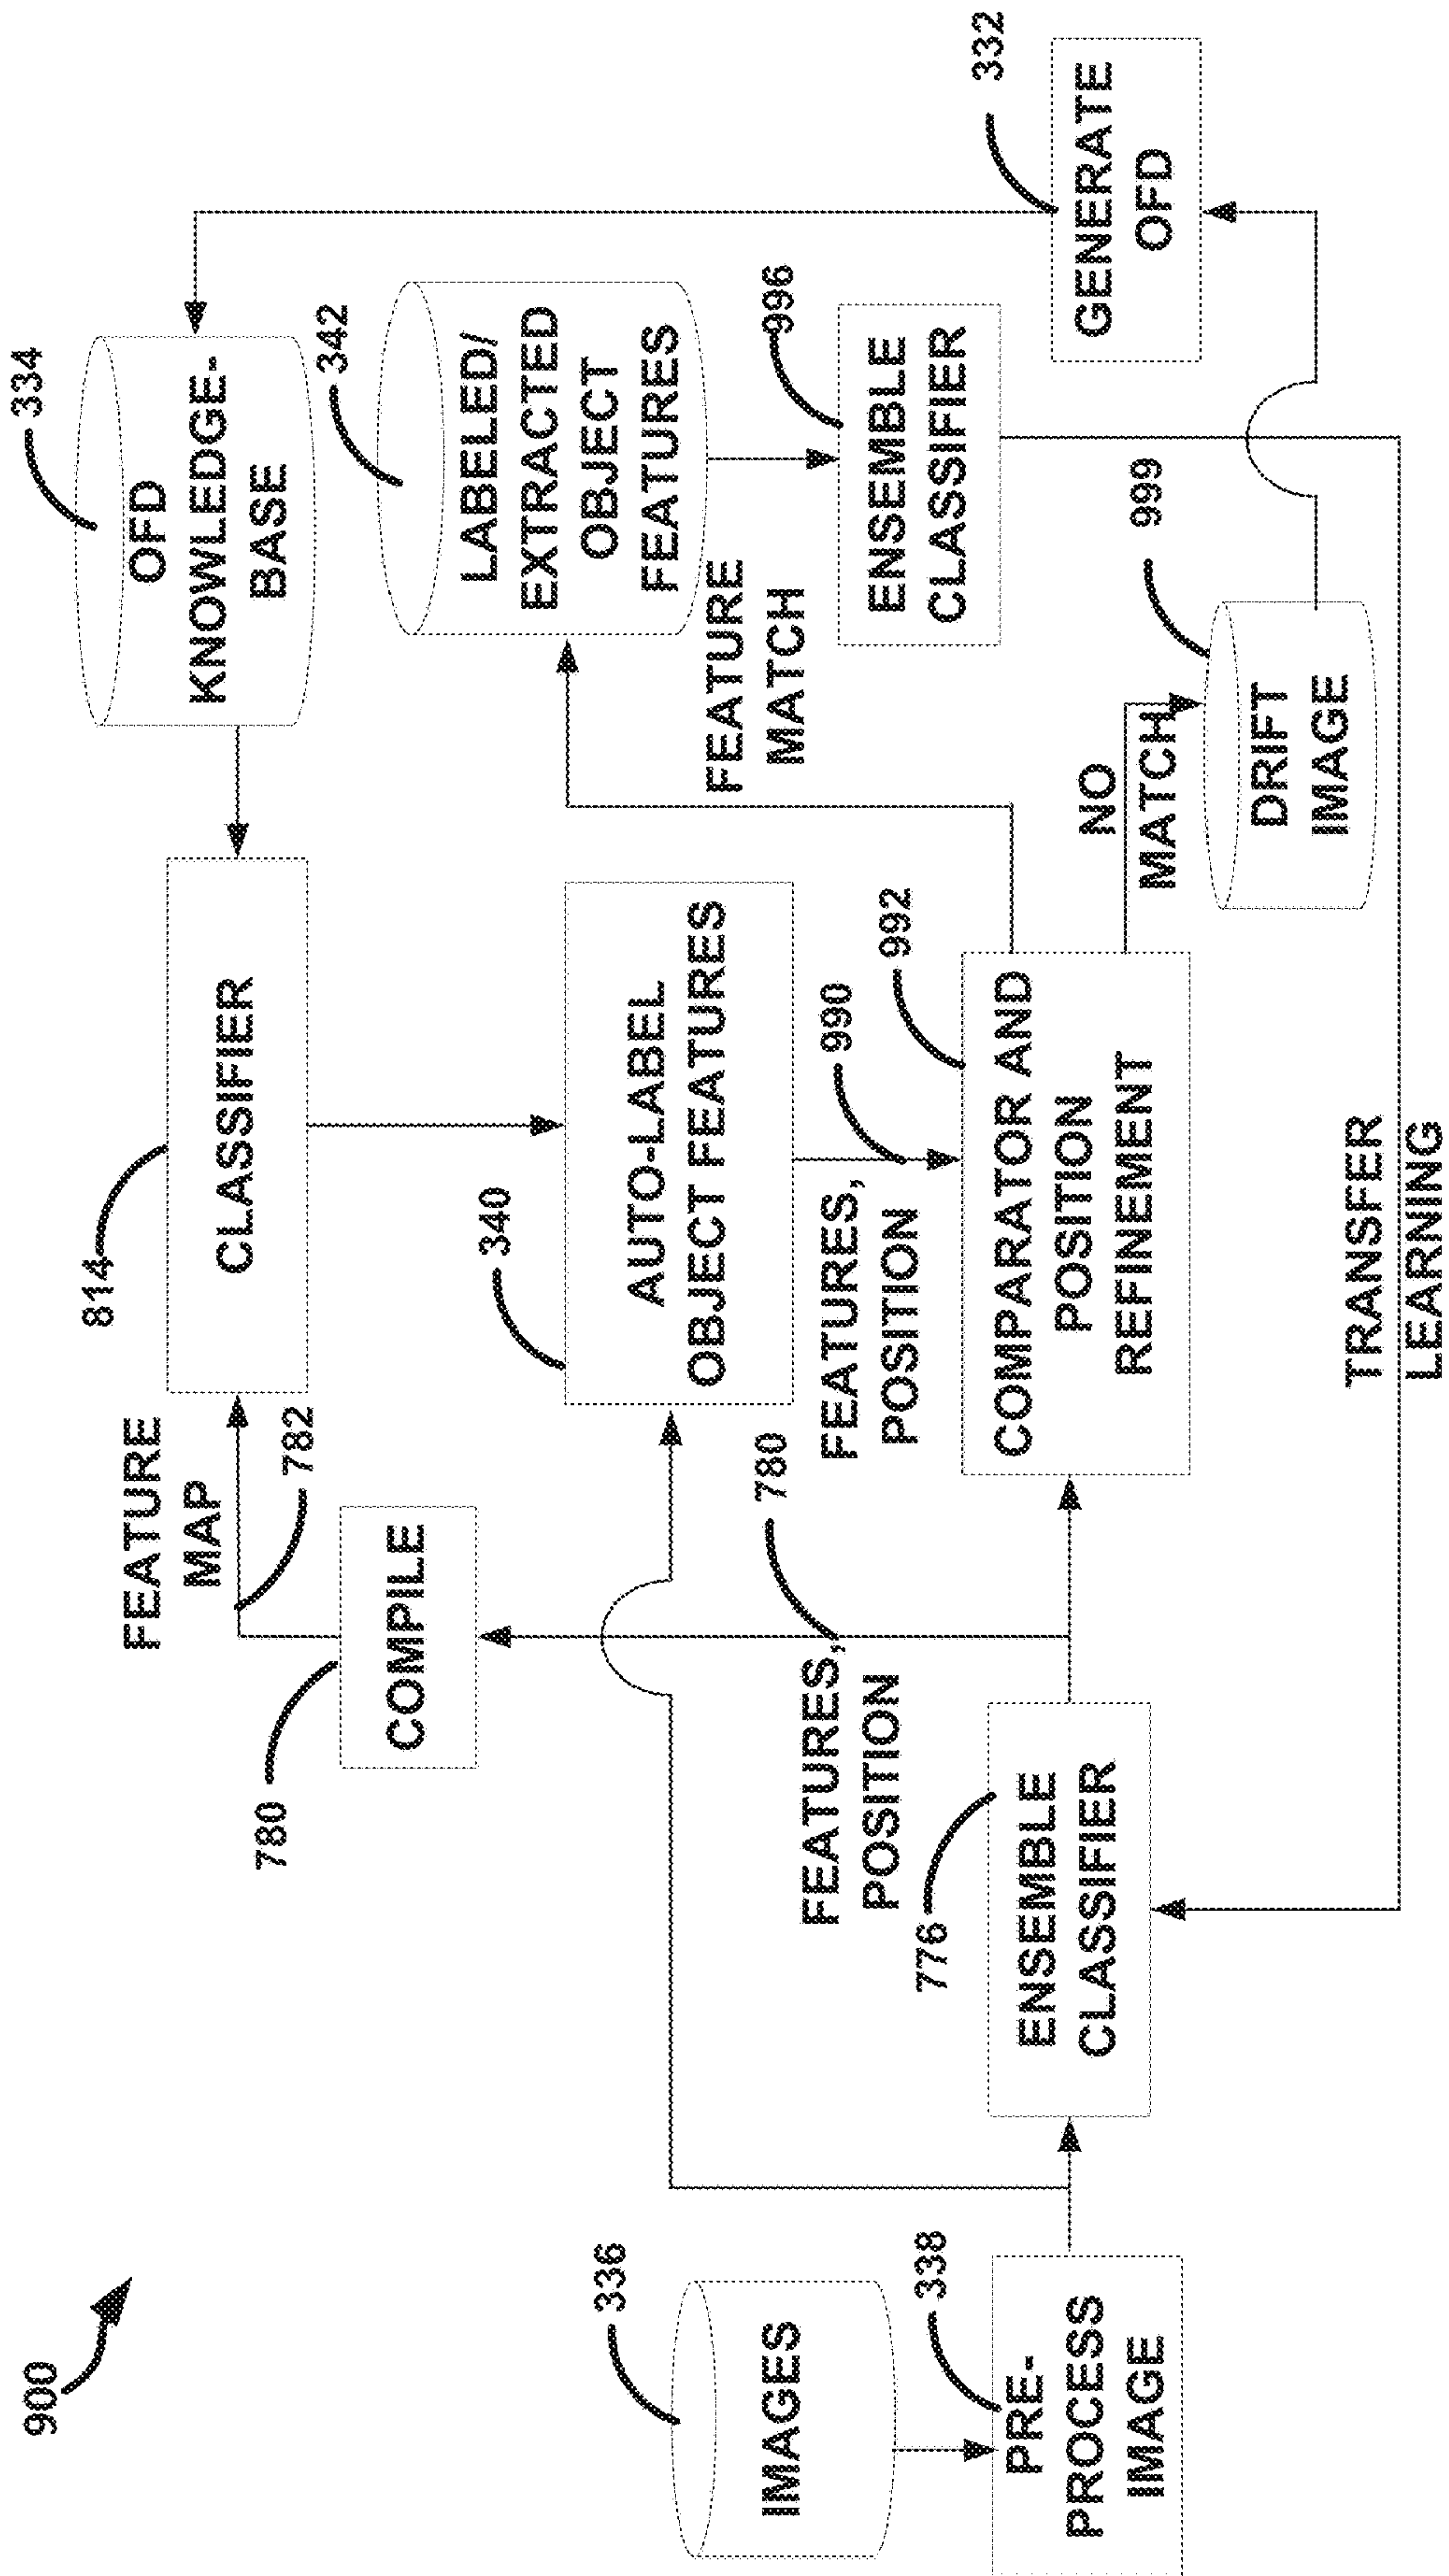 900
334
OFD
KNOWLEDGE-
BASE
814
CLASSIFIER
FEATURE
MAP
782
780
COMPILE
342
LABELED/
EXTRACTED
OBJECT
FEATURES
340
AUTO-LABEL
OBJECT FEATURES
336
IMAGES
338
PRE-
PROCESS
IMAGE
FEATURES,
POSITION
780
FEATURES,
POSITION
990
FEATURE
MATCH
996
ENSEMBLE
CLASSIFIER
776
ENSEMBLE
CLASSIFIER
992
COMPARATOR AND
POSITION
REFINEMENT
NO
MATCH
999
DRIFT
IMAGE
332
GENERATE
OFD
TRANSFER
LEARNING